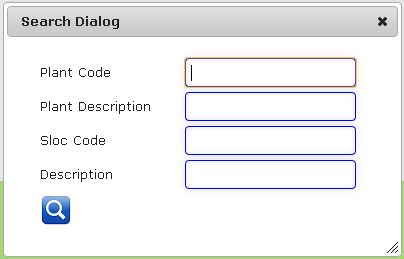 Search Dialog
Plant Code
Plant Description
Sloc Code
Description